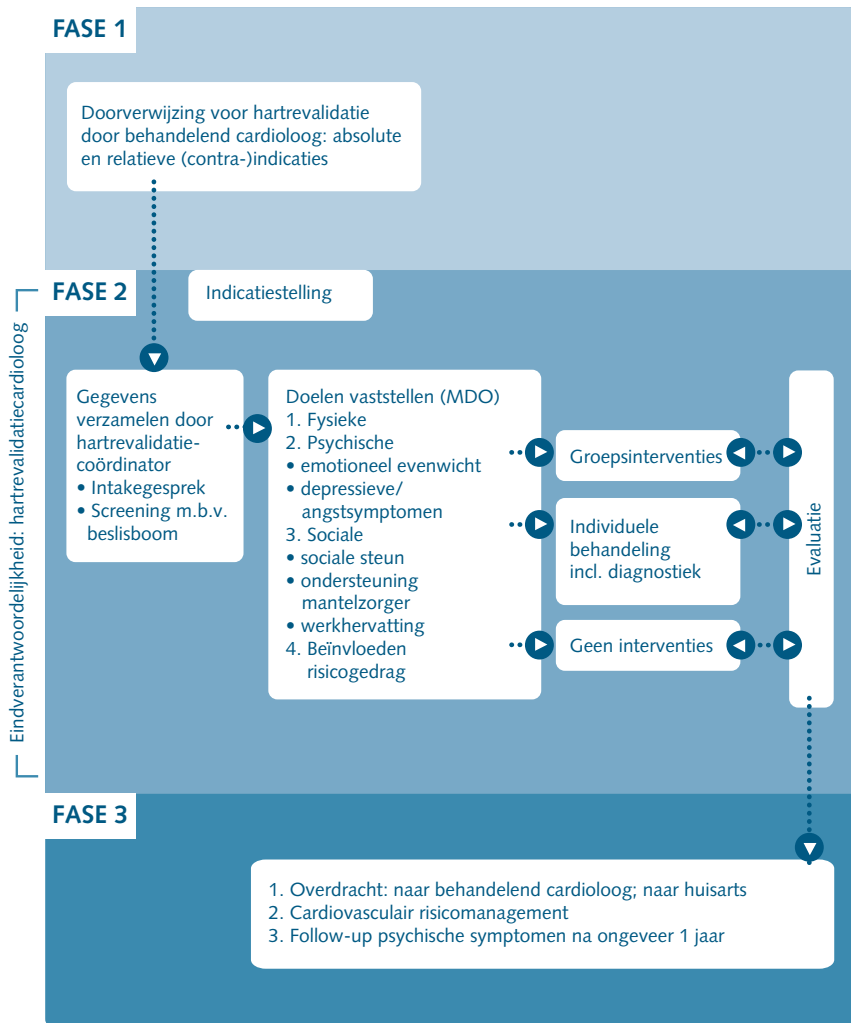 FASE 1
Doorverwijzing voor hartrevalidatie
door behandelend cardioloog: absolute
en relatieve (contra-)indicaties
FASE 2
Indicatiestelling
Eindverantwoordelijkheid: hartrevalidatiecardioloog
Gegevens
verzamelen door
hartrevalidatie-
coördinator
• Intakegesprek
• Screening m.b.v.
beslisboom
Doelen vaststellen (MDO)
1. Fysieke
2. Psychische
• emotioneel evenwicht
• depressieve/
angstsymptomen
3. Sociale
• sociale steun
• ondersteuning
mantelzorger
• werkhervatting
4. Beïnvloeden
risicogedrag
Groepsinterventies
Individuele
behandeling
incl. diagnostiek
Geen interventies
Evaluatie
FASE 3
1. Overdracht: naar behandelend cardioloog; naar huisarts
2. Cardiovasculair risicomanagement
3. Follow-up psychische symptomen na ongeveer 1 jaar